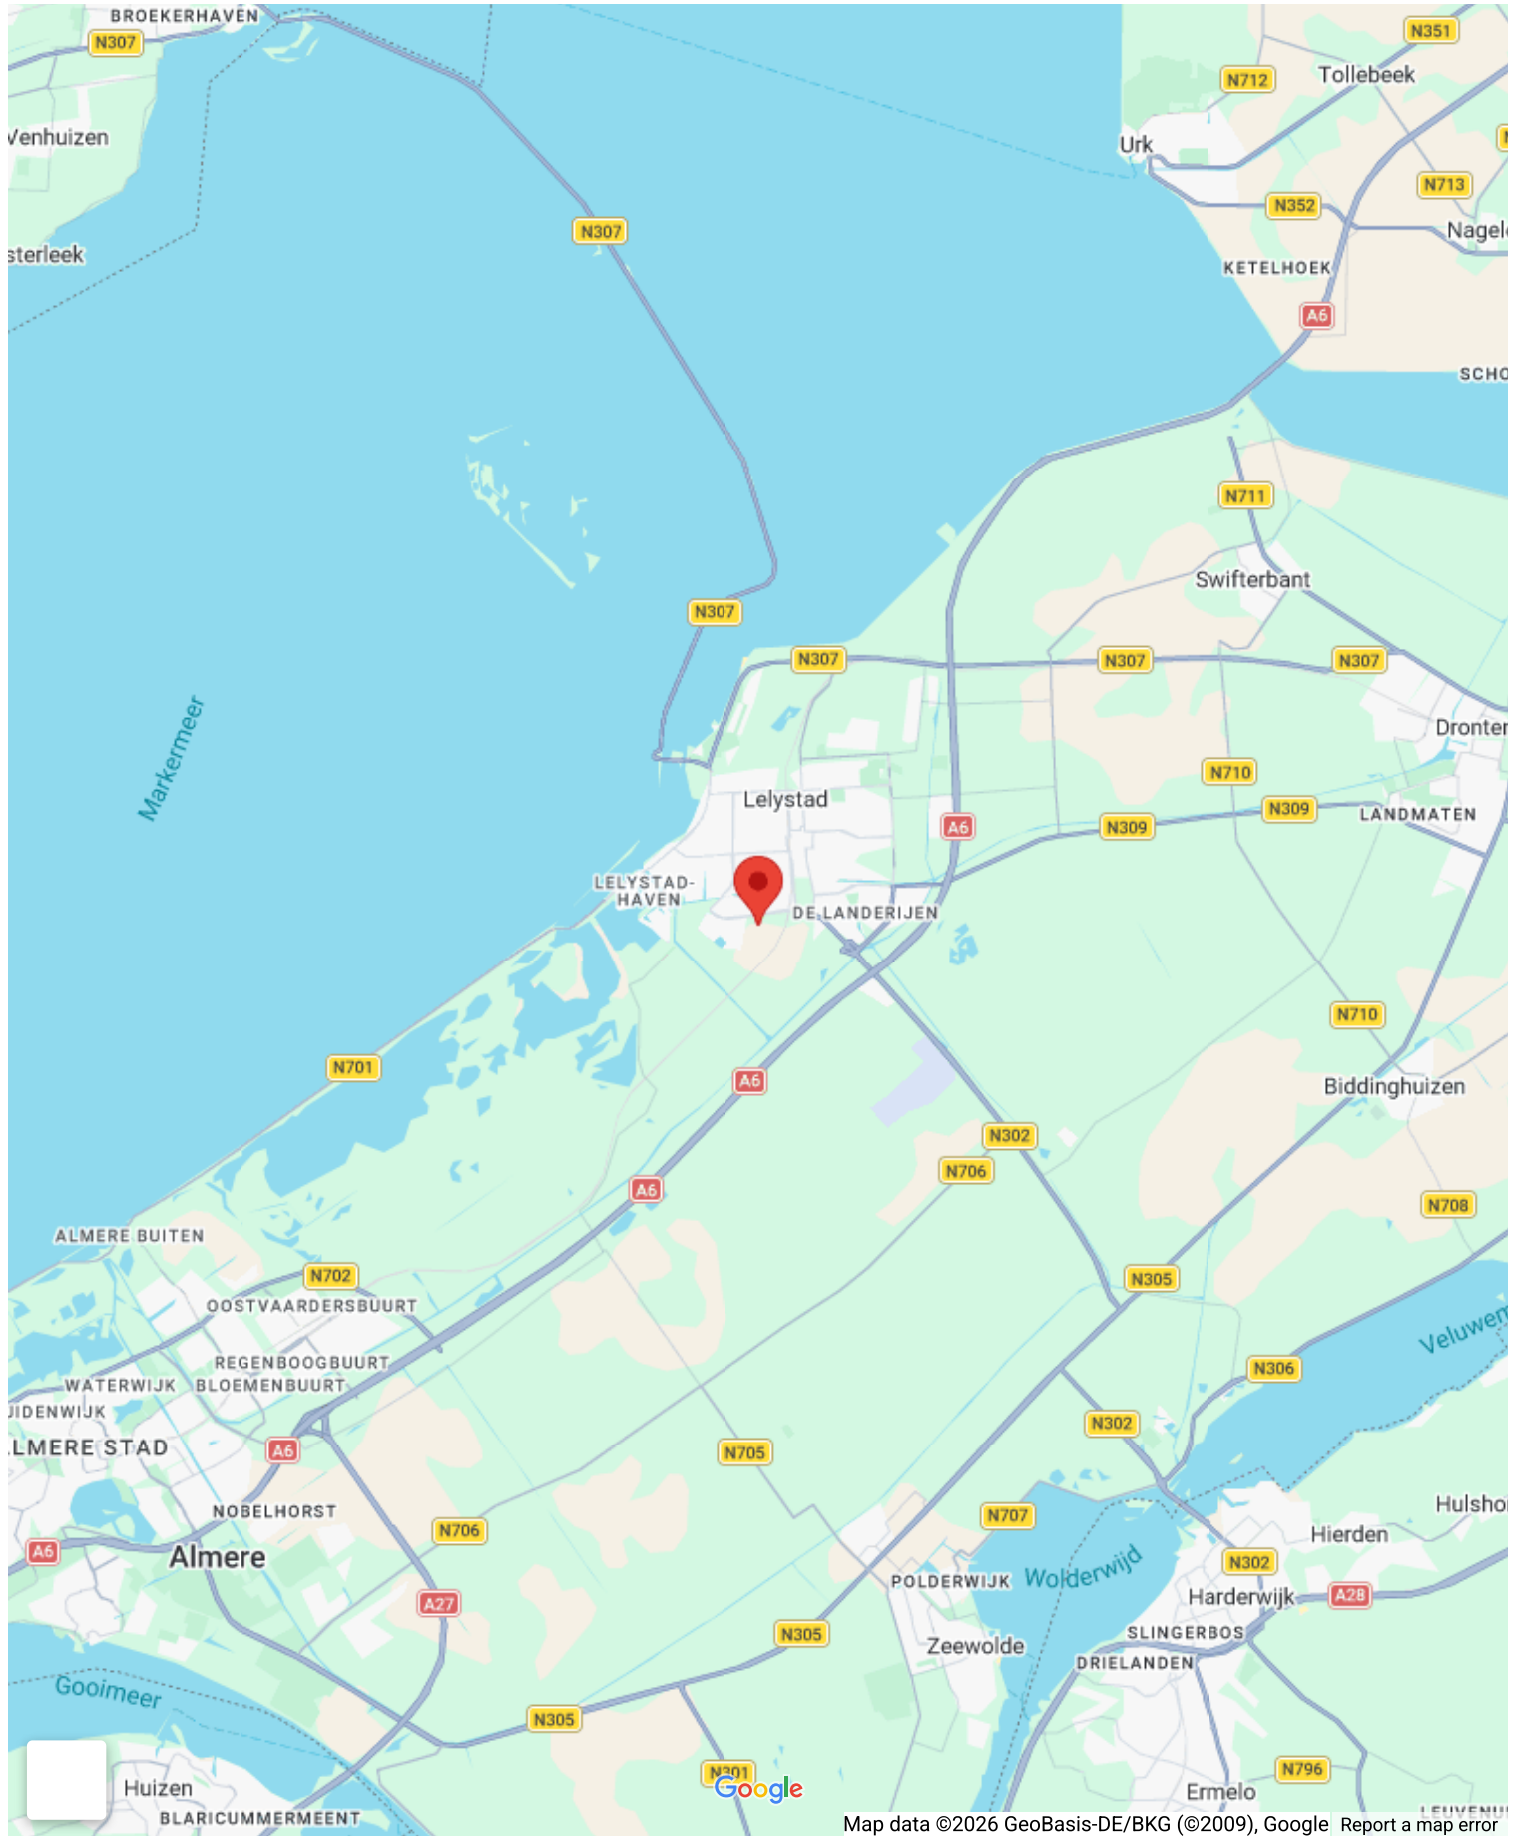 BROEKERHAVEN
N307
N351
Tollebeek
N712
Venhuizen
Urk
N713
N352
N307
Nagel
sterleek
KETELHOEK
A6
SCHO
N711
Swifterbant
N307
N307
N307
N307
Markermeer
Dronten
N710
Lelystad
N309
LANDMATEN
A6
N309
LELYSTAD-
HAVEN
DE LANDERIJEN
N710
N701
A6
Biddinghuizen
N302
N706
A6
N708
ALMERE BUITEN
N702
N305
OOSTVAARDERSBUURT
Veluwem
REGENBOOGBUURT
N306
WATERWIJK
BLOEMENBUURT
UIDENWIJK
N302
LMERE STAD
A6
N705
NOBELHORST
N707
Hulsho
N706
Hierden
A6
Almere
Wolderwijd
N302
POLDERWIJK
Harderwijk
A28
A27
N305
SLINGERBOS
Zeewolde
DRIELANDEN
Gooimeer
N305
N301
N796
Huizen
Google
Ermelo
BLARICUMMERMEENT
LEUVENU
Map data ©2026 GeoBasis-DE/BKG (©2009), Google
Report a map error